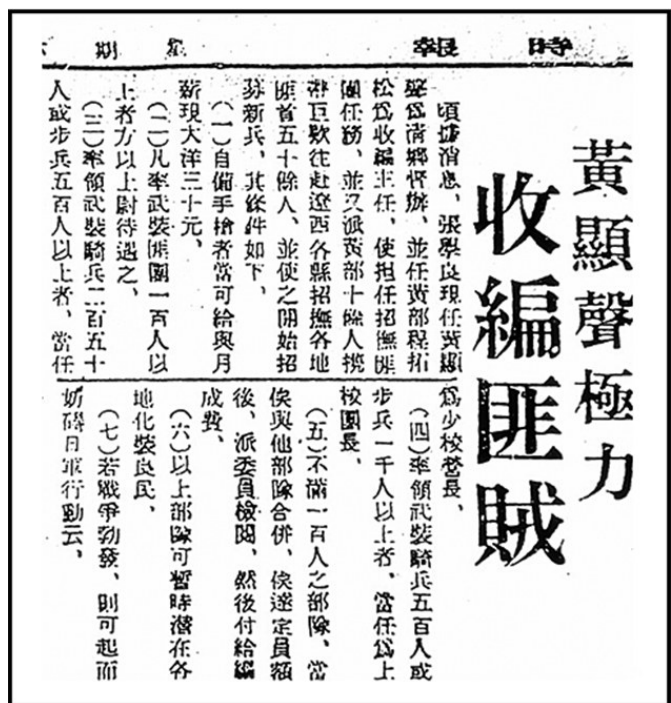 時報
期
黃顯聲極力
收編匪賊
頃據消息、張學良現任黃顯
聲爲清鄉督辦、並任黃部程拓
松爲收編主任、使担任招撫匪
團任務、並又派黃部十餘人攬
帶巨欵往赴遼西各縣招撫各地
匪首五十餘人、並使之開始招
募新兵、其條件如下、
（一）自備手槍者當可給與月
薪現大洋三十元、
（二）凡率武裝匪團一百人以
上者方以上尉待遇之、
（三）率領武裝騎兵二百五十
人或步兵五百人以上者、當任
爲少校營長、
（四）率領武裝騎兵五百人或
步兵一千人以上者、當任爲上
校團長、
（五）不滿一百人之部隊、當
俟與他部隊合併、俟達定員額
後、派委員檢閱、然後付給編
成費、
（六）以上部隊可暫時潛在各
地化裝良民、
（七）若戰爭勃發、則可起而
妨碍日軍行動云、